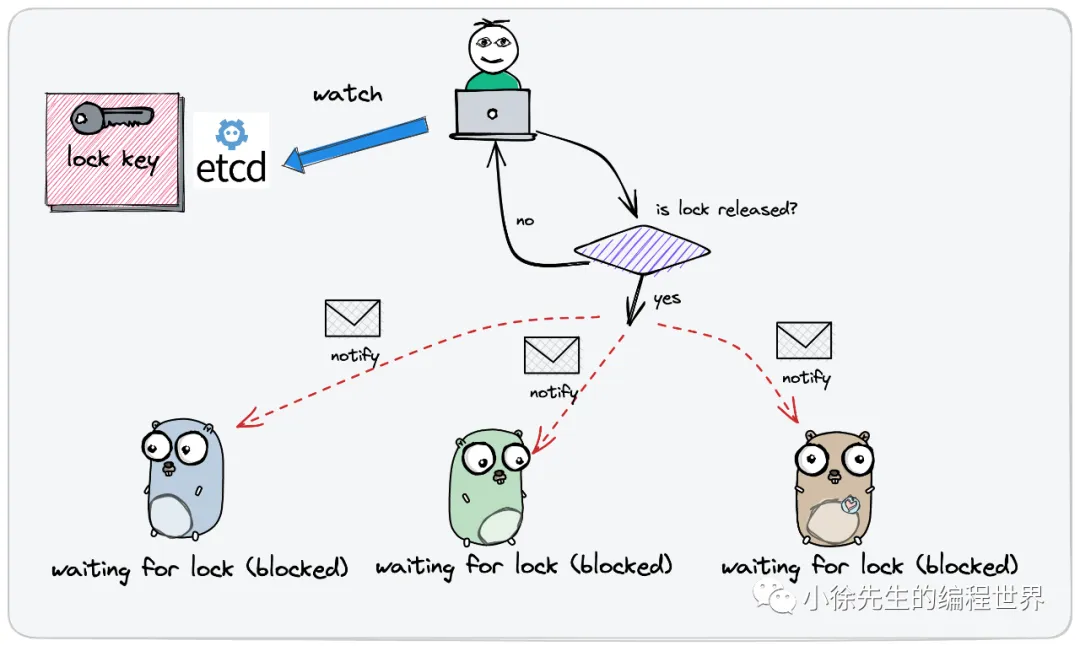 watch
lock key
etcd
is lock released?
no
yes
notify
notify
notify
waiting for lock (blocked)
waiting for lock (blocked)
waiting for lock (blocked)
小徐先生的编程世界